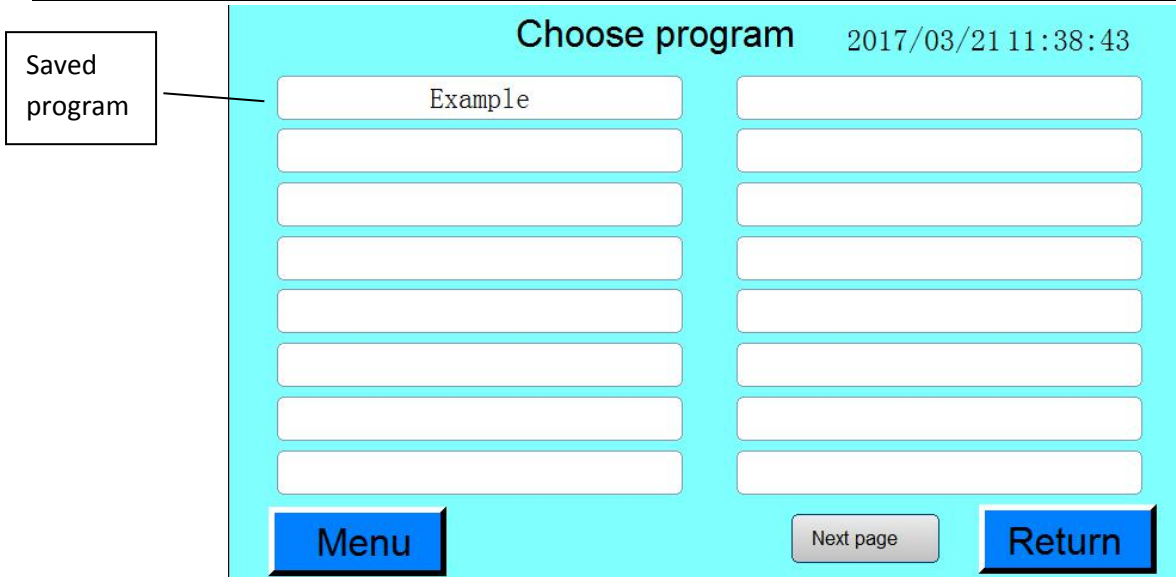 Choose program 2017/03/21 11:38:43
Saved
program
Example
Menu
Next page
Return